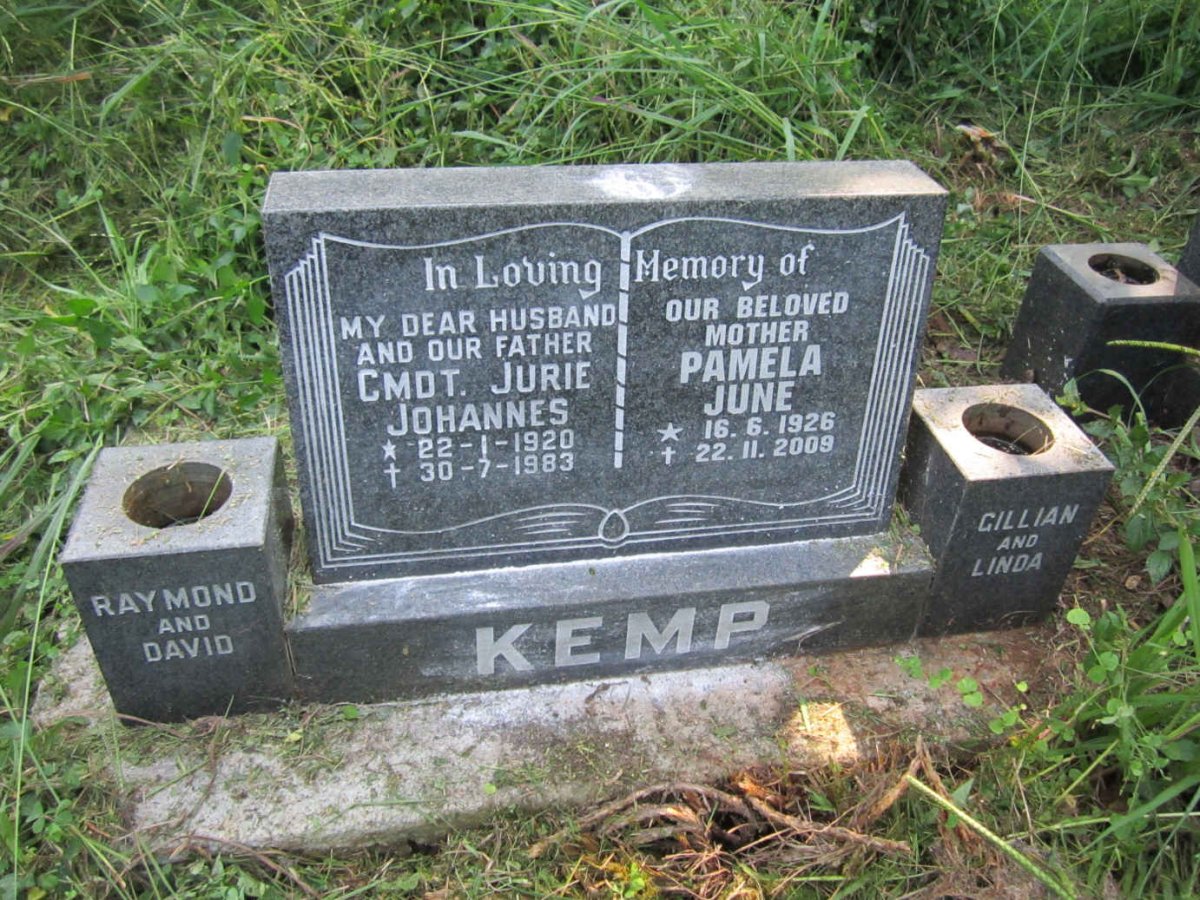 In Loving Memory of
MY DEAR HUSBAND
AND OUR FATHER
CMDT. JURIE
JOHANNES
* 22-1-1920
† 30-7-1983
OUR BELOVED
MOTHER
PAMELA
JUNE
★ 16.6.1926
† 22.11.2009
RAYMOND
AND
DAVID
KEMP
GILLIAN
AND
LINDA